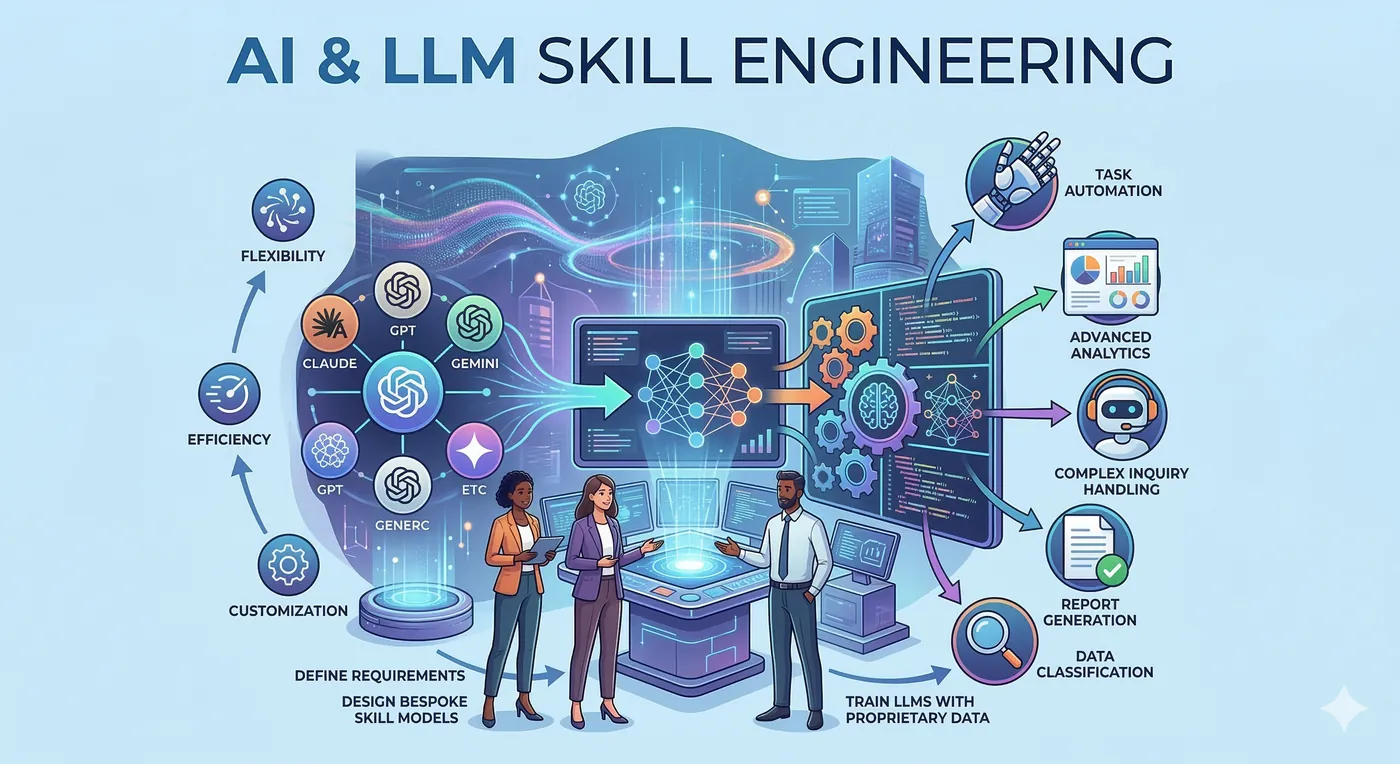 AI & LLM SKILL ENGINEERING
FLEXIBILITY
EFFICIENCY
CUSTOMIZATION
GPT
CLAUDE
GEMINI
GPT
ETC
GENERC
TASK
AUTOMATION
ADVANCED
ANALYTICS
COMPLEX INQUIRY
HANDLING
REPORT
GENERATION
DATA
CLASSIFICATION
DEFINE REQUIREMENTS
DESIGN BESPOKE
SKILL MODELS
TRAIN LLMS WITH
PROPRIETARY DATA